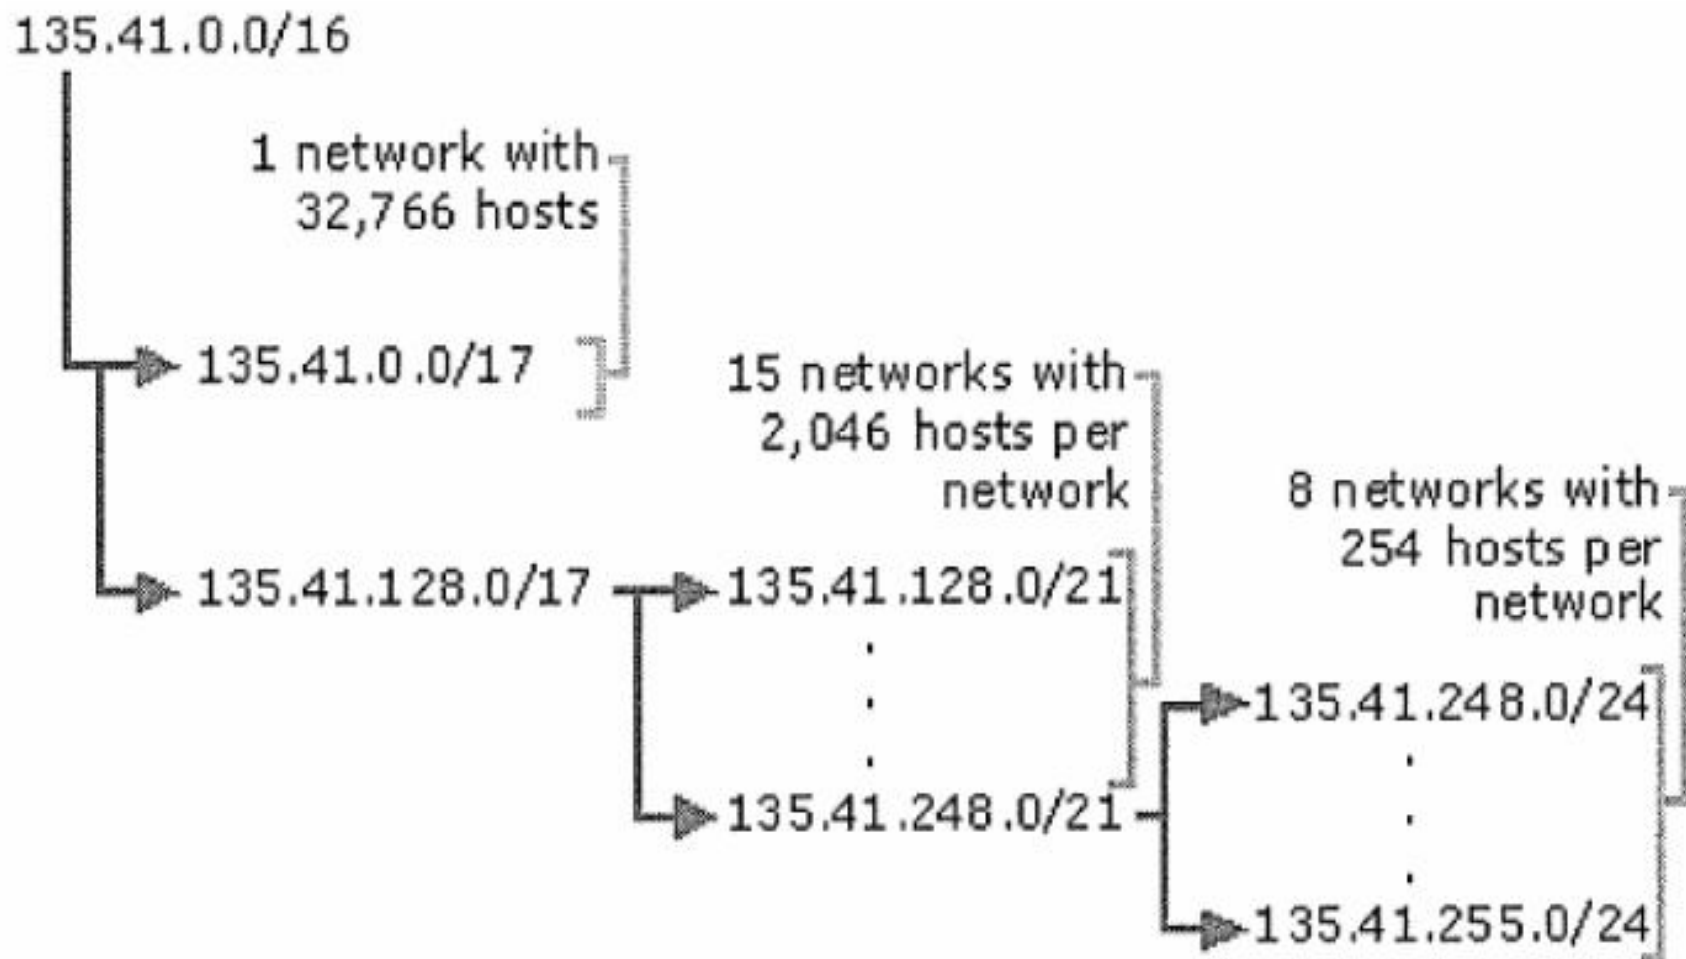 135.41.0.0/16
1 network with
32,766 hosts
135.41.0.0/17
15 networks with
2,046 hosts per
network
8 networks with
254 hosts per
network
135.41.128.0/17
135.41.128.0/21
135.41.248.0/24
135.41.248.0/21
135.41.255.0/24